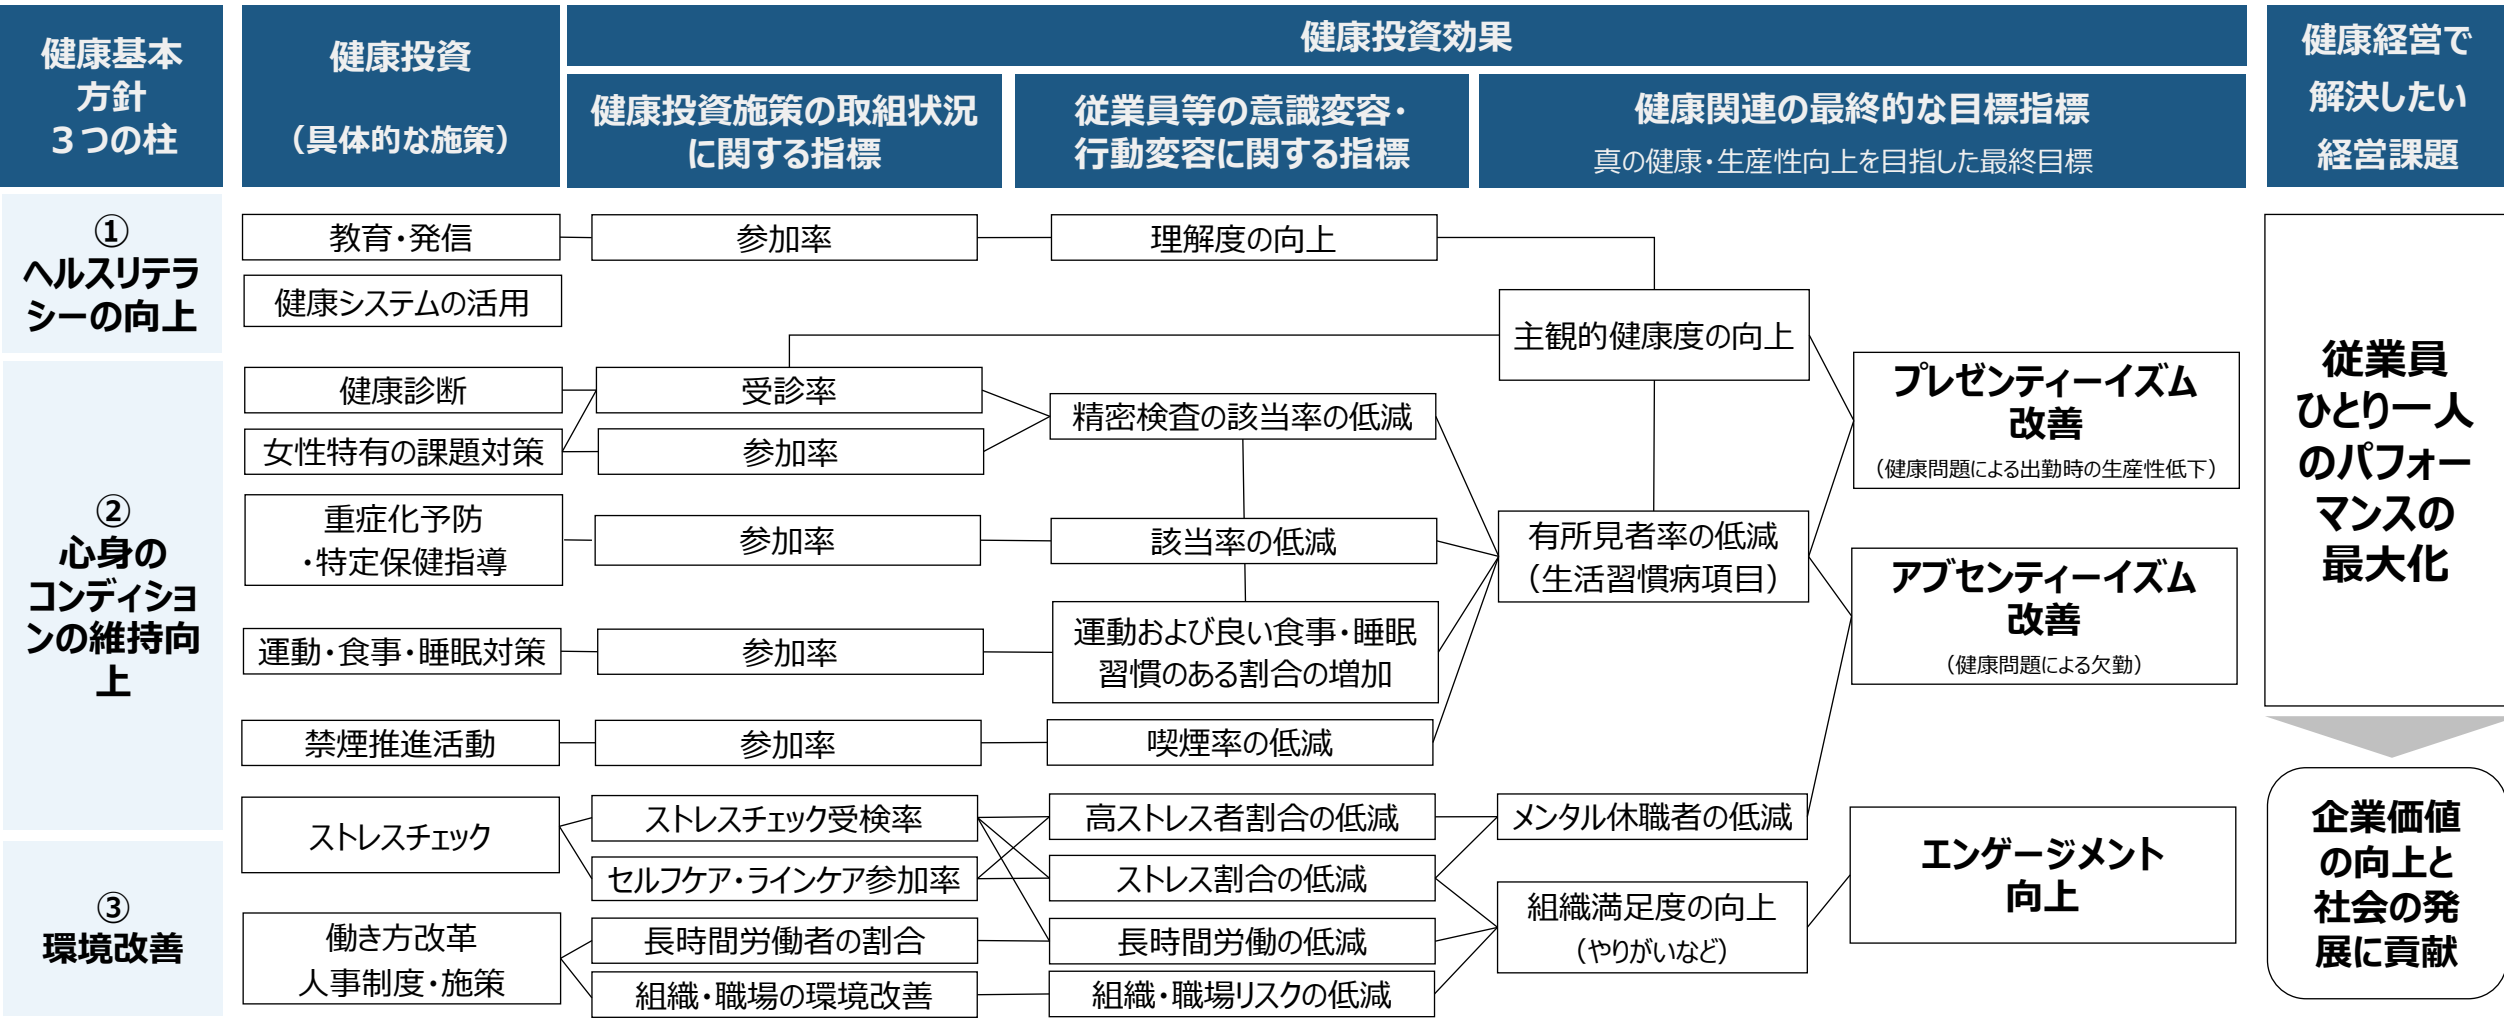 健康基本
方針
３つの柱
健康投資
（具体的な施策）
健康投資効果
健康投資施策の取組状況
に関する指標
従業員等の意識変容・
行動変容に関する指標
健康関連の最終的な目標指標
真の健康・生産性向上を目指した最終目標
健康経営で
解決したい
経営課題
①
ヘルスリテラ
シーの向上
教育・発信
参加率
理解度の向上
健康システムの活用
主観的健康度の向上
②
心身の
コンディショ
ンの維持向
上
健康診断
受診率
精密検査の該当率の低減
女性特有の課題対策
参加率
重症化予防
・特定保健指導
参加率
該当率の低減
有所見者率の低減
（生活習慣病項目）
運動・食事・睡眠対策
参加率
運動および良い食事・睡眠
習慣のある割合の増加
禁煙推進活動
参加率
喫煙率の低減
ストレスチェック
ストレスチェック受検率
高ストレス者割合の低減
メンタル休職者の低減
セルフケア・ラインケア参加率
ストレス割合の低減
③
環境改善
働き方改革
人事制度・施策
長時間労働者の割合
長時間労働の低減
組織満足度の向上
（やりがいなど）
組織・職場の環境改善
組織・職場リスクの低減
プレゼンティーイズム
改善
（健康問題による出勤時の生産性低下）
アブセンティーイズム
改善
（健康問題による欠勤）
エンゲージメント
向上
従業員
ひとり一人
のパフォー
マンスの
最大化
企業価値
の向上と
社会の発
展に貢献